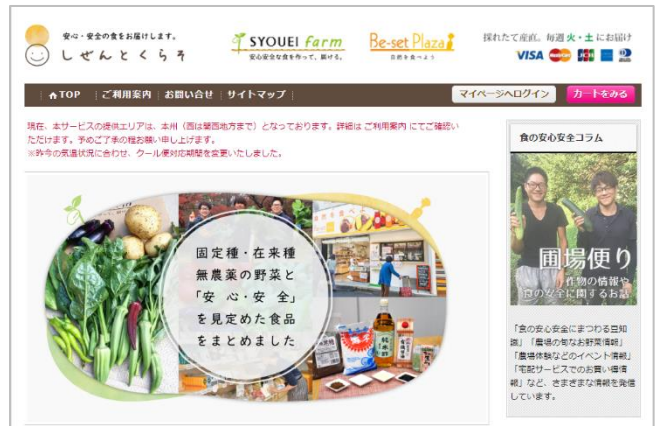 安心・安全の食をお届けします。
しぜんとくらそ
SYOUEI farm
安心安全な食を作って、届ける。
Be-set Plaza
自然を食べよう
採れたて産直。毎週 火・土 にお届け
VISA
JCB
TOP
ご利用案内
お問い合せ
サイトマップ
マイページへログイン
カートをみる
現在、本サービスの提供エリアは、本州（西は関西地方まで）となっております。詳細は ご利用案内 にてご確認い
ただけます。予めご了承の程お願い申し上げます。
※昨今の気温状況に合わせ、クール便対応期間を変更いたしました。
固定種・在来種
無農薬の野菜と
「安 心・安 全」
を見定めた食品
をまとめました
食の安心安全コラム
圃場便り
作物の情報や
食の安全に関するお話
「食の安心安全にまつわる豆知
識」「農場の旬なお野菜情報」
「農場体験などのイベント情報」
「宅配サービスでのお買い得情
報」など、さまざまな情報を発信
しています。